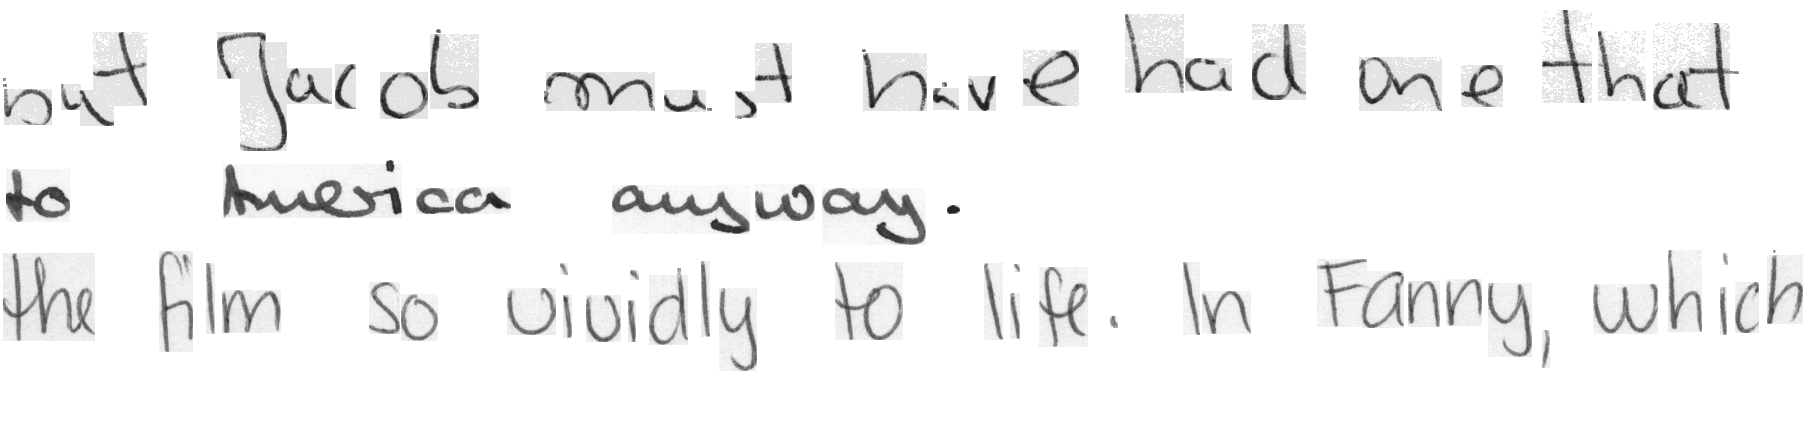 but Jacob must have had one that
to America anyway.
the film so vividly to life. In Fanny, which